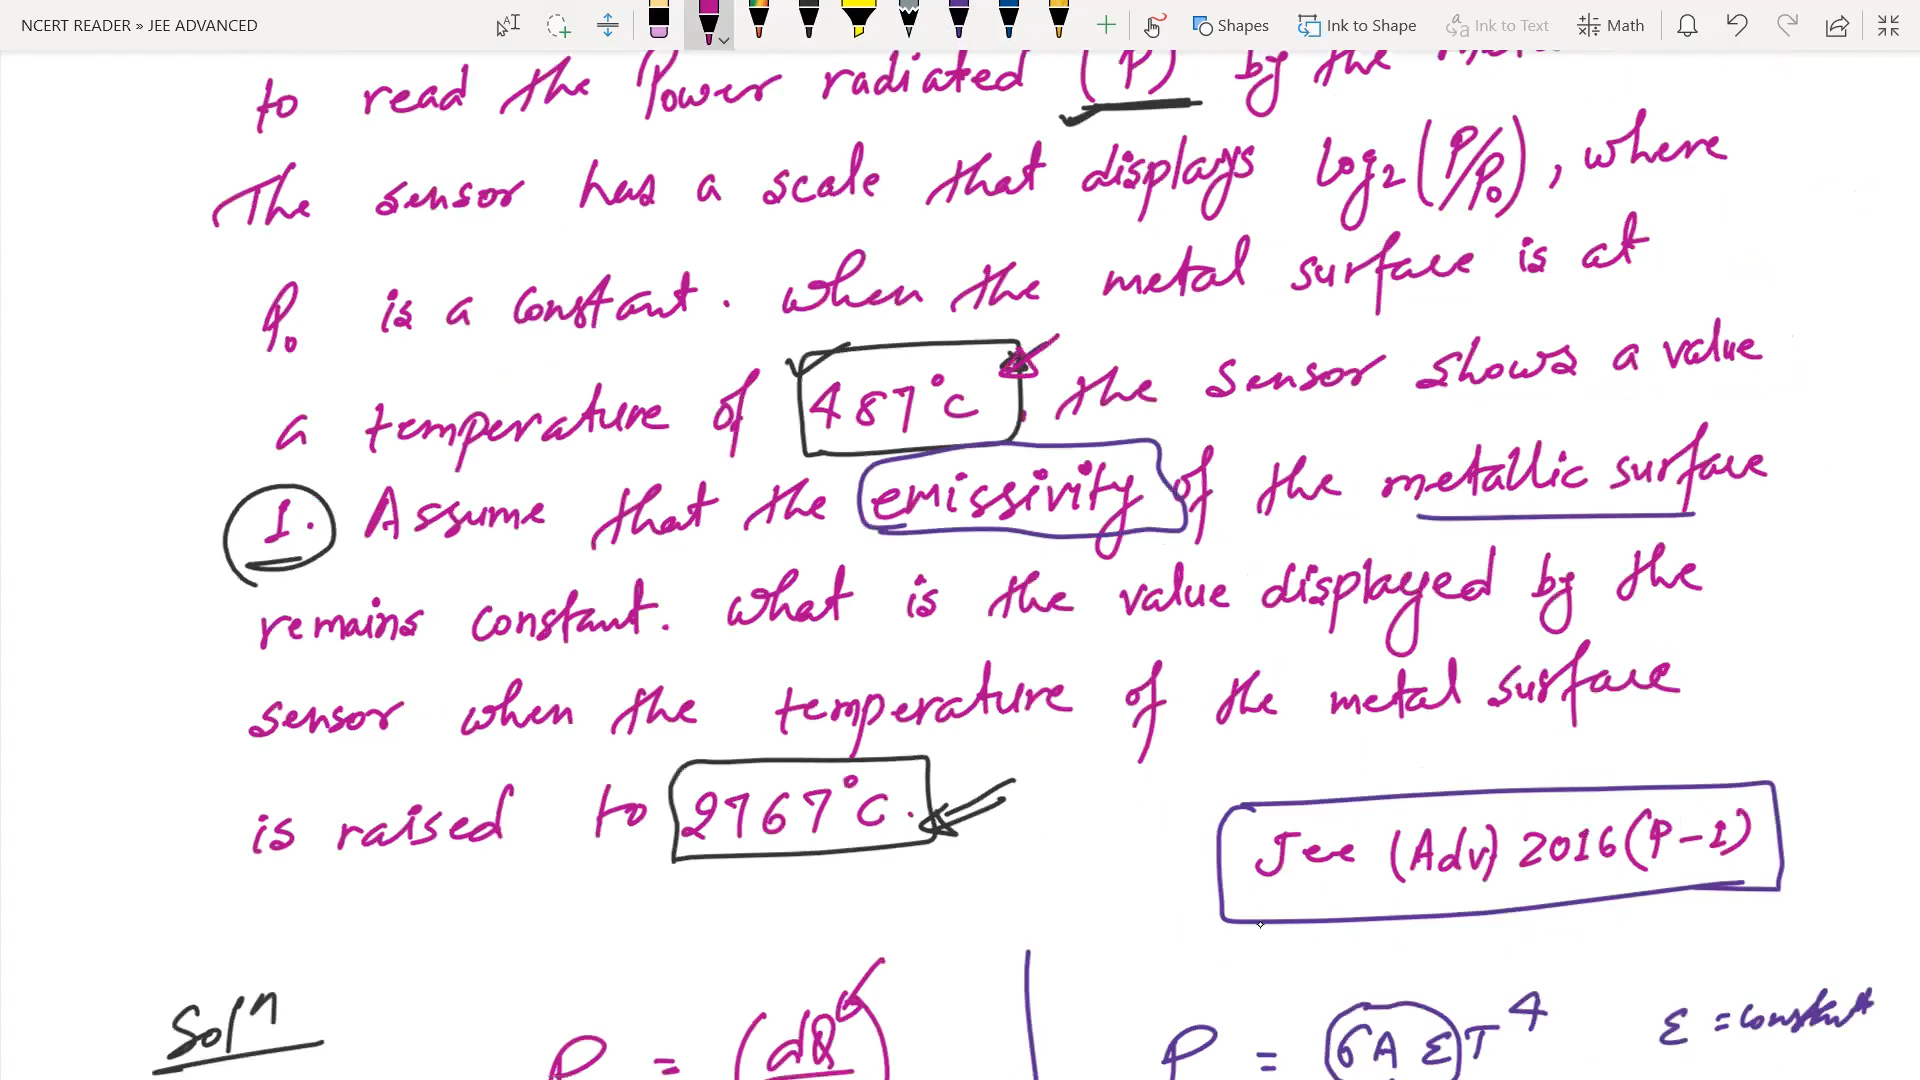 NCERT READER » JEE ADVANCED
Shapes Ink to Shape Ink to Text Math
to read the Power radiated (P) by the
The sensor has a scale that displays log2(P/P0), where
P0 is a constant. When the metal surface is at
a temperature of 487°C, the sensor shows a value
1. Assume that the emissivity of the metallic surface
remains constant. What is the value displayed by the
sensor when the temperature of the metal surface
is raised to 2767°C.
Jee (Adv) 2016 (P-1)
Solⁿ
P = (dQ
P = σAεT⁴
ε = constant